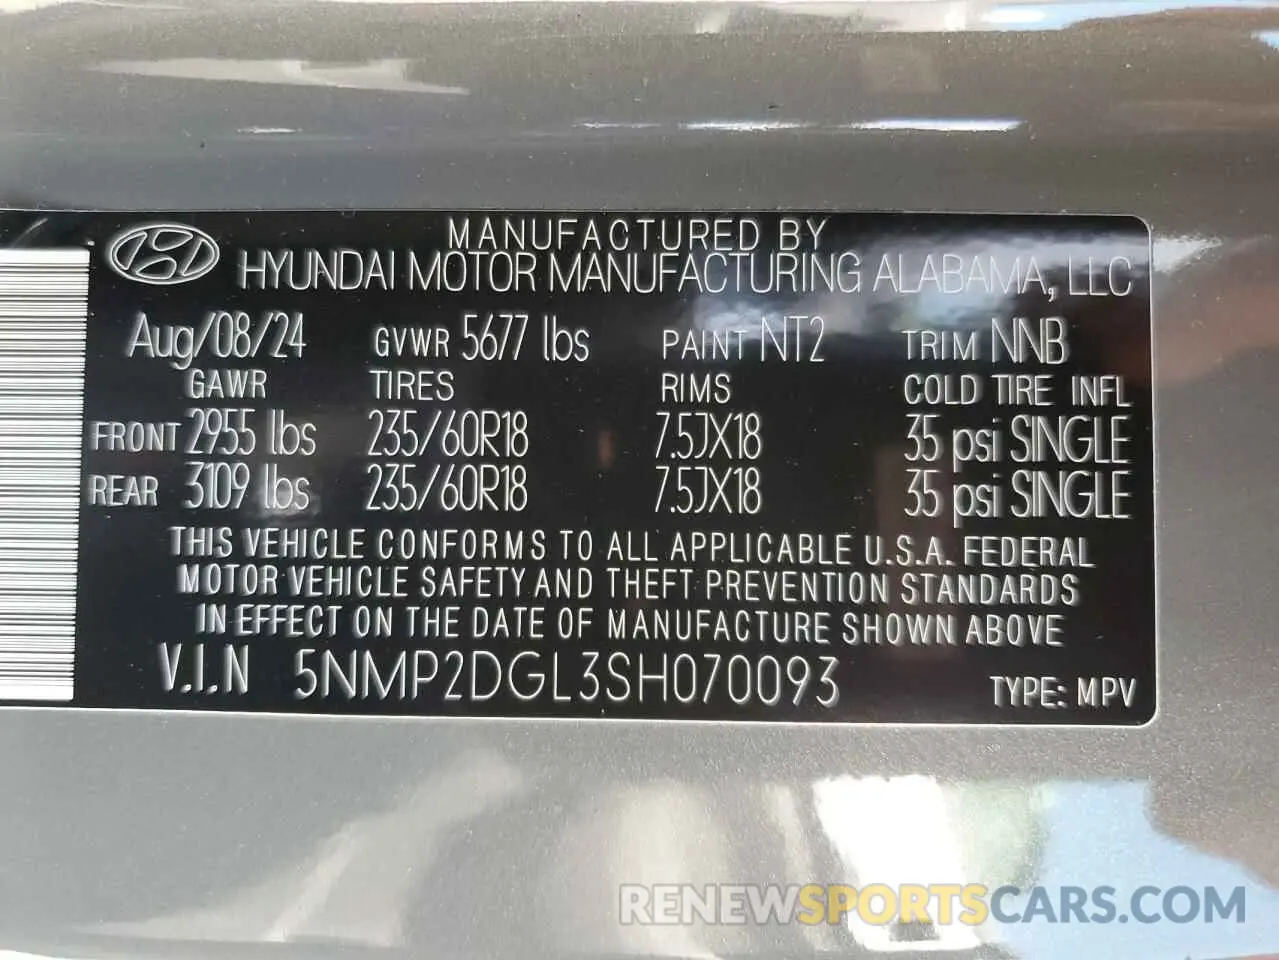 MANUFACTURED BY
HYUNDAI MOTOR MANUFACTURING ALABAMA, LLC
Aug/08/24 GVWR 5677 lbs PAINT NT2 TRIM NNB
GAWR TIRES RIMS COLD TIRE INFL
FRONT 2955 lbs 235/60R18 7.5JX18 35 psi SINGLE
REAR 3109 lbs 235/60R18 7.5JX18 35 psi SINGLE
THIS VEHICLE CONFORMS TO ALL APPLICABLE U.S.A. FEDERAL
MOTOR VEHICLE SAFETY AND THEFT PREVENTION STANDARDS
IN EFFECT ON THE DATE OF MANUFACTURE SHOWN ABOVE
V.I.N 5NMP2DGL3SH070093 TYPE: MPV
RENEWSPORTSCARS.COM